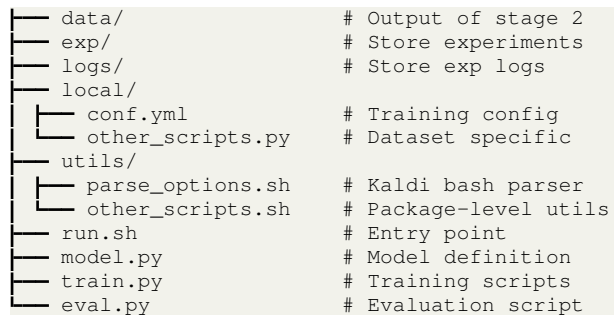 ├── data/ # Output of stage 2
├── exp/ # Store experiments
├── logs/ # Store exp logs
├── local/
│ ├── conf.yml # Training config
│ └── other_scripts.py # Dataset specific
├── utils/
│ ├── parse_options.sh # Kaldi bash parser
│ └── other_scripts.sh # Package-level utils
├── run.sh # Entry point
├── model.py # Model definition
├── train.py # Training scripts
└── eval.py # Evaluation script